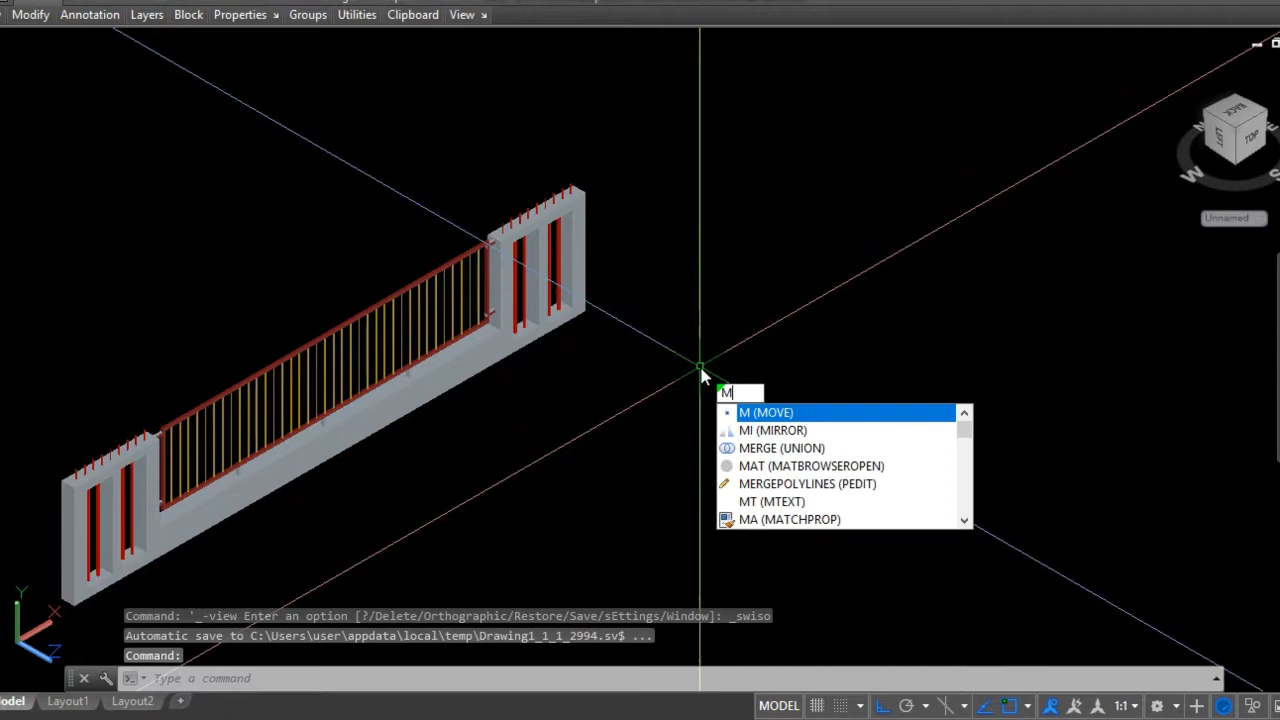 Modify Annotation Layers Block Properties Groups Utilities Clipboard View
BACK
LEFT
TOP
W
Unnamed
M
M (MOVE)
MI (MIRROR)
MERGE (UNION)
MAT (MATBROWSEROPEN)
MERGEPOLYLINES (PEDIT)
MT (MTEXT)
MA (MATCHPROP)
Y
X
Z
Command: '_-view Enter an option [?/Delete/Orthographic/Restore/Save/sEttings/Window]: _swiso
Automatic save to C:\Users\user\appdata\local\temp\Drawing1_1_1_2994.sv$ ...
Command:
Type a command
Model Layout1 Layout2 +
MODEL 1:1